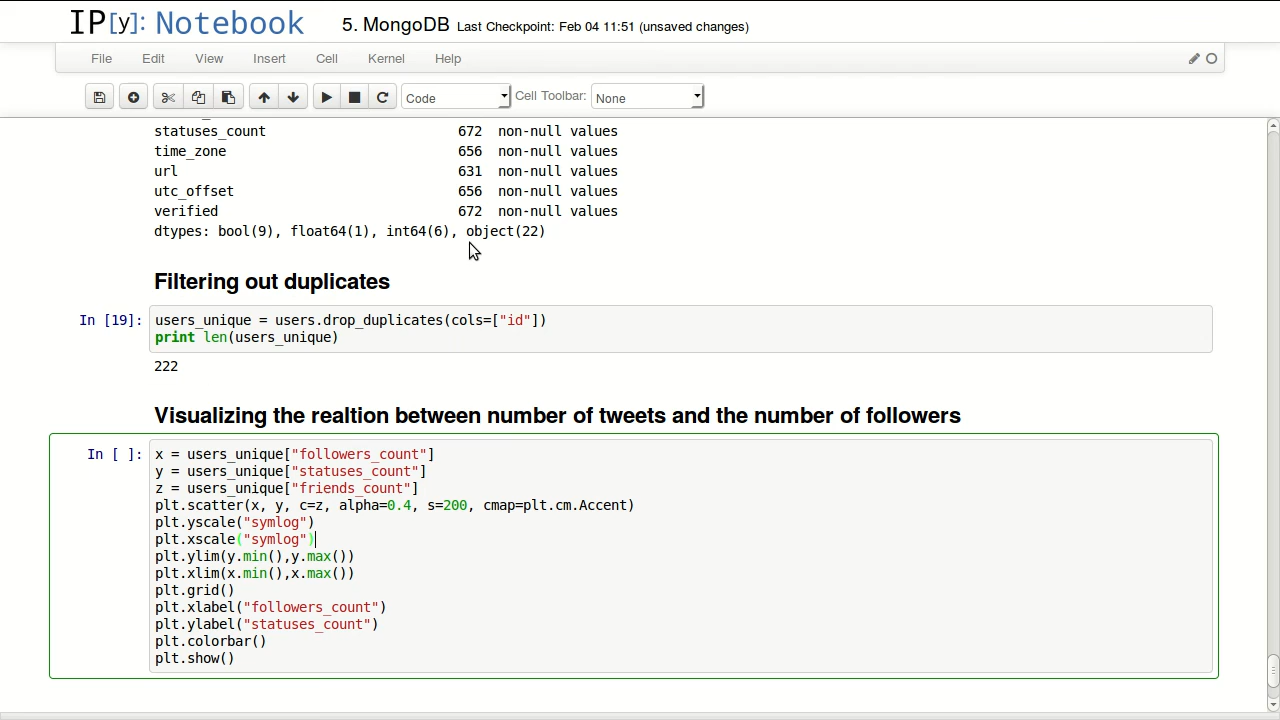 IP[y]: Notebook 5. MongoDB Last Checkpoint: Feb 04 11:51 (unsaved changes)
File Edit View Insert Cell Kernel Help
Code Cell Toolbar: None
statuses_count 672 non-null values
time_zone 656 non-null values
url 631 non-null values
utc_offset 656 non-null values
verified 672 non-null values
dtypes: bool(9), float64(1), int64(6), object(22)
Filtering out duplicates
In [19]: users_unique = users.drop_duplicates(cols=["id"])
print len(users_unique)
222
Visualizing the realtion between number of tweets and the number of followers
In [ ]: x = users_unique["followers_count"]
y = users_unique["statuses_count"]
z = users_unique["friends_count"]
plt.scatter(x, y, c=z, alpha=0.4, s=200, cmap=plt.cm.Accent)
plt.yscale("symlog")
plt.xscale("symlog")
plt.ylim(y.min(),y.max())
plt.xlim(x.min(),x.max())
plt.grid()
plt.xlabel("followers_count")
plt.ylabel("statuses_count")
plt.colorbar()
plt.show()